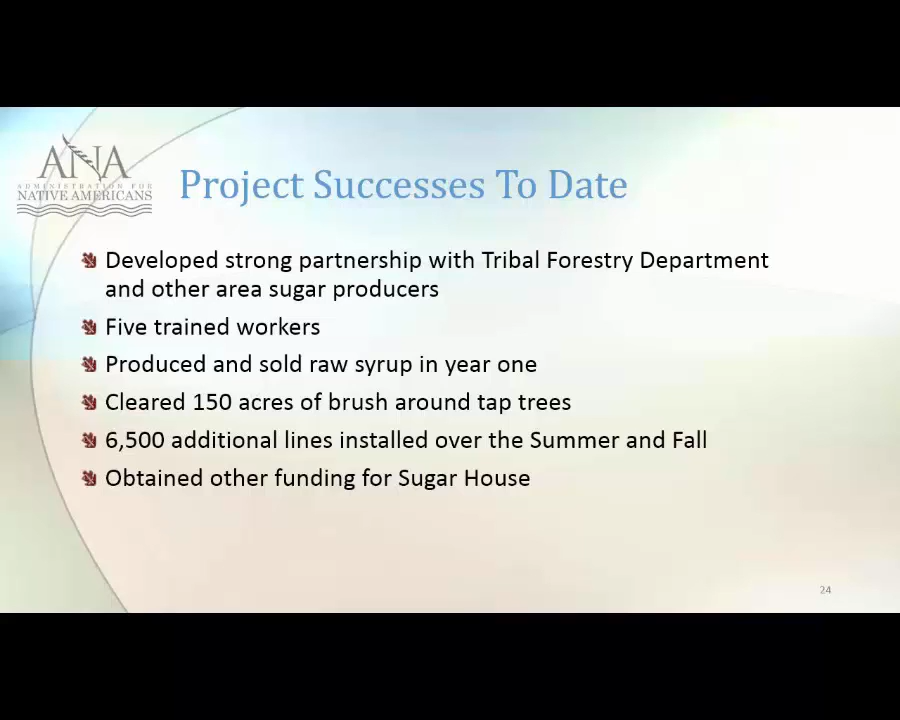 ANA
ADMINISTRATION FOR
NATIVE AMERICANS
Project Successes To Date
Developed strong partnership with Tribal Forestry Department
and other area sugar producers
Five trained workers
Produced and sold raw syrup in year one
Cleared 150 acres of brush around tap trees
6,500 additional lines installed over the Summer and Fall
Obtained other funding for Sugar House
24